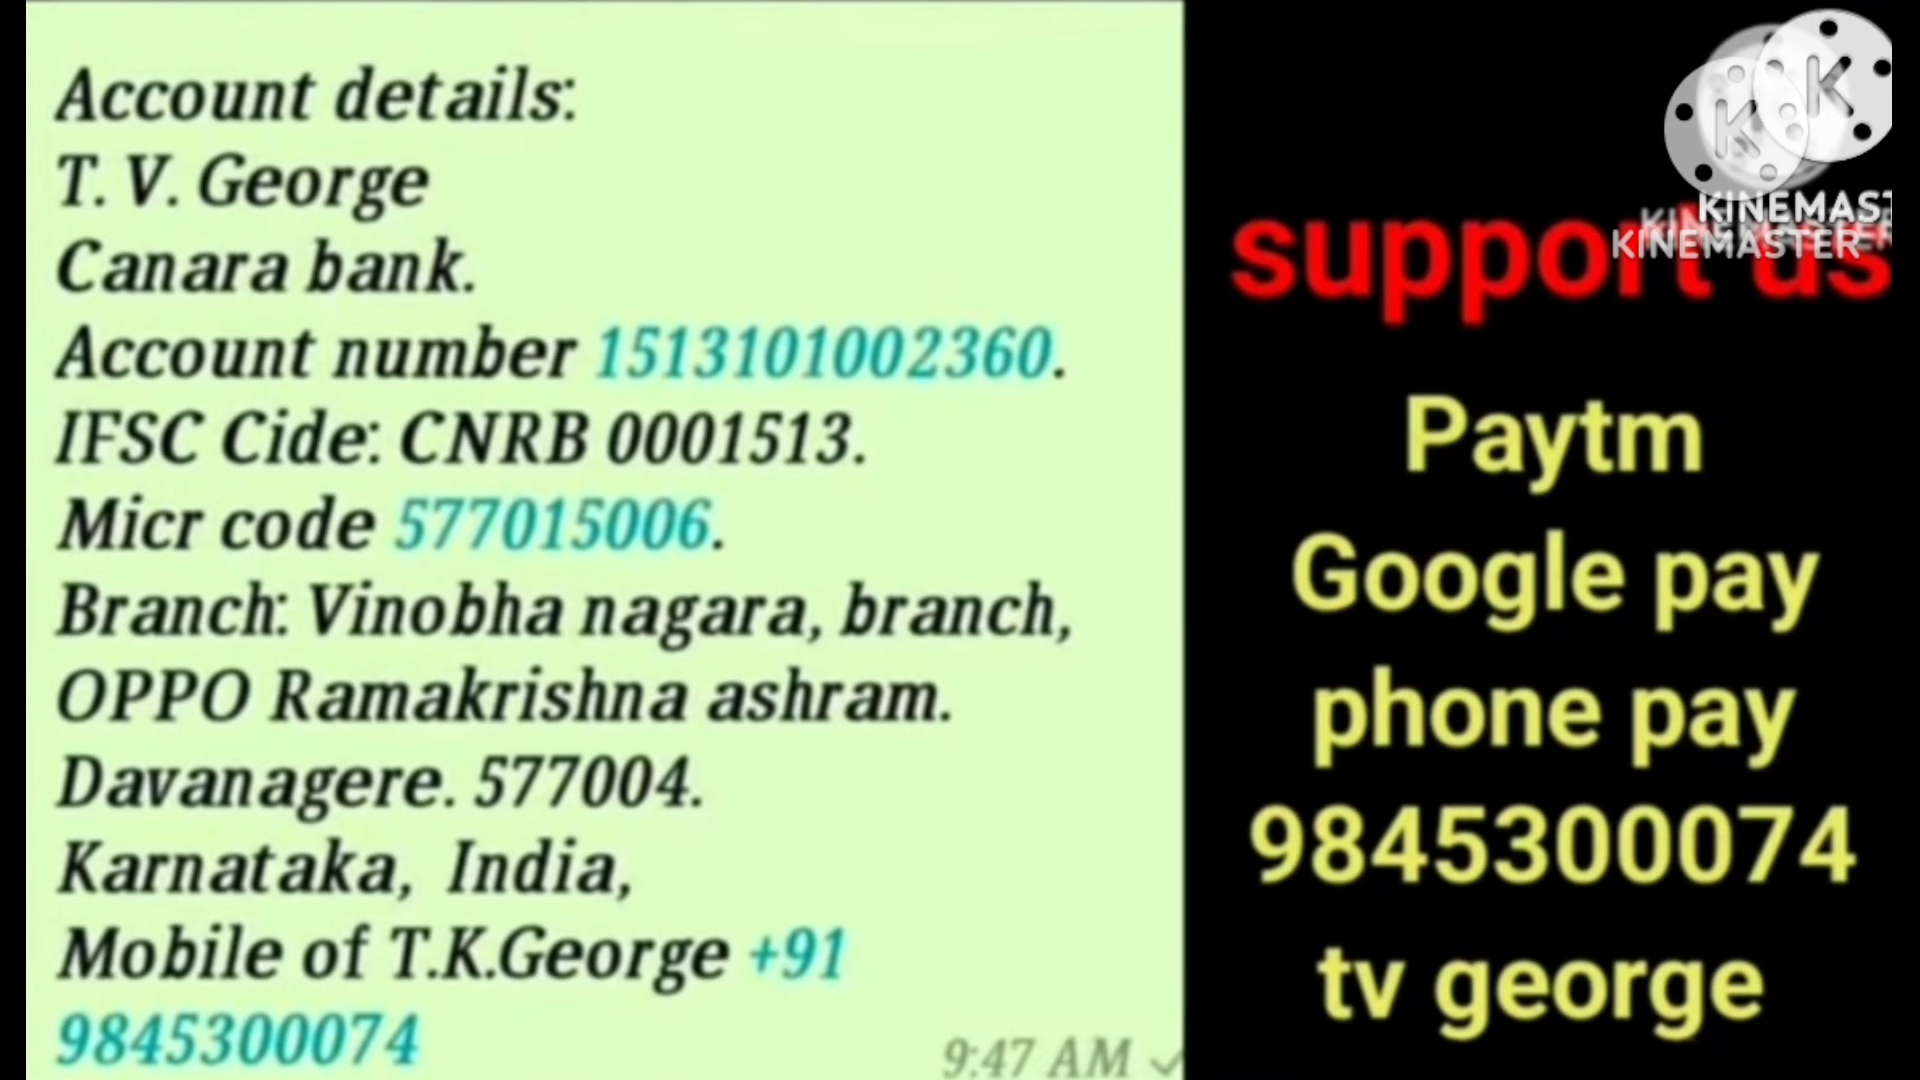 Account details:
T. V. George
Canara bank.
Account number 1513101002360.
IFSC Cide: CNRB 0001513.
Micr code 577015006.
Branch: Vinobha nagara, branch,
OPPO Ramakrishna ashram.
Davanagere. 577004.
Karnataka, India,
Mobile of T.K.George +91
9845300074
9:47 AM
KINEMAST
KINEMASTER
KINEMASTER
support us
Paytm
Google pay
phone pay
9845300074
tv george